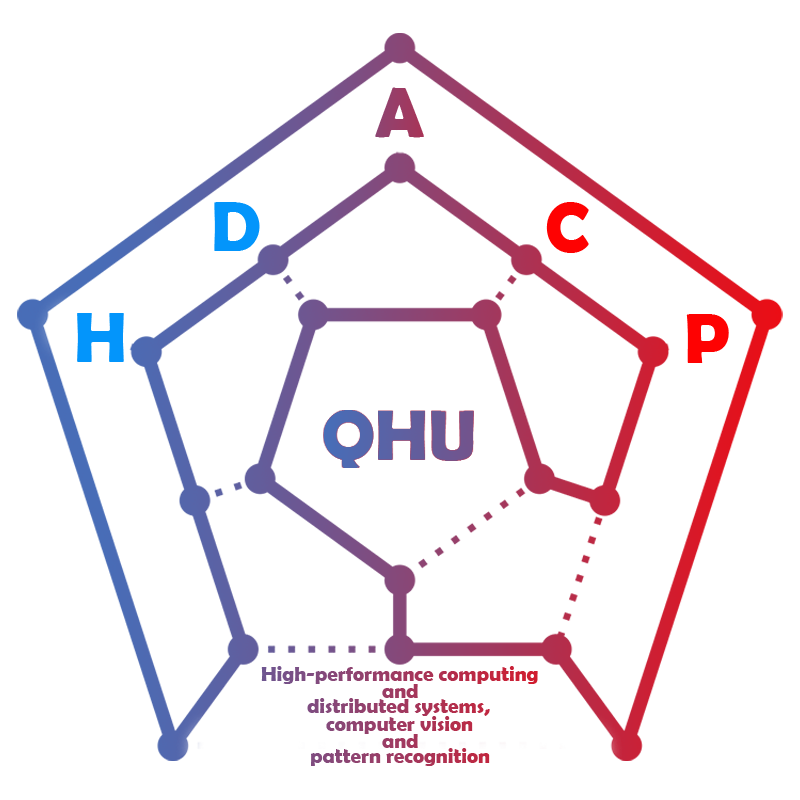 A
D C
H P
QHU
High-performance computing
and
distributed systems,
computer vision
and
pattern recognition